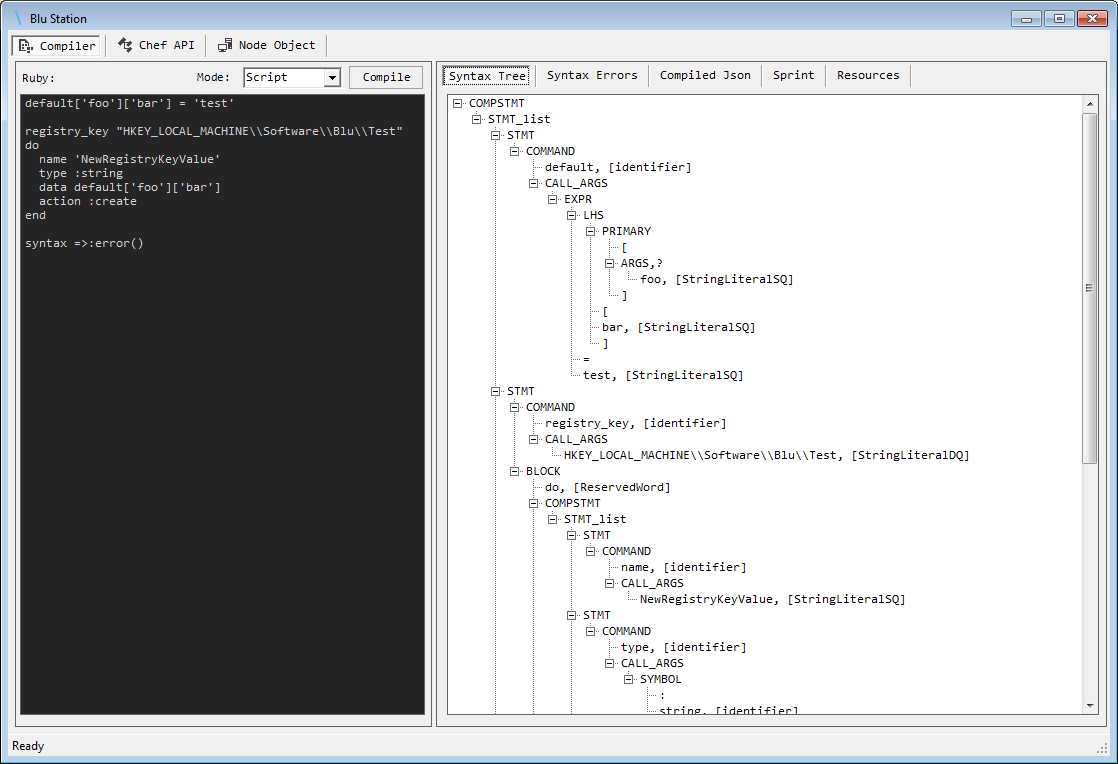 Blu Station
Compiler Chef API Node Object
Ruby: Mode: Script Compile
default['foo']['bar'] = 'test'
registry_key "HKEY_LOCAL_MACHINE\\Software\\Blu\\Test"
do
name 'NewRegistryKeyValue'
type :string
data default['foo']['bar']
action :create
end
syntax =>:error()
Syntax Tree Syntax Errors Compiled Json Sprint Resources
COMPSTMT
STMT_list
STMT
COMMAND
default, [identifier]
CALL_ARGS
EXPR
LHS
PRIMARY
[
ARGS,?
foo, [StringLiteralSQ]
]
[
bar, [StringLiteralSQ]
]
=
test, [StringLiteralSQ]
STMT
COMMAND
registry_key, [identifier]
CALL_ARGS
HKEY_LOCAL_MACHINE\\Software\\Blu\\Test, [StringLiteralDQ]
BLOCK
do, [ReservedWord]
COMPSTMT
STMT_list
STMT
COMMAND
name, [identifier]
CALL_ARGS
NewRegistryKeyValue, [StringLiteralSQ]
STMT
COMMAND
type, [identifier]
CALL_ARGS
SYMBOL
:
string, [identifier]
Ready